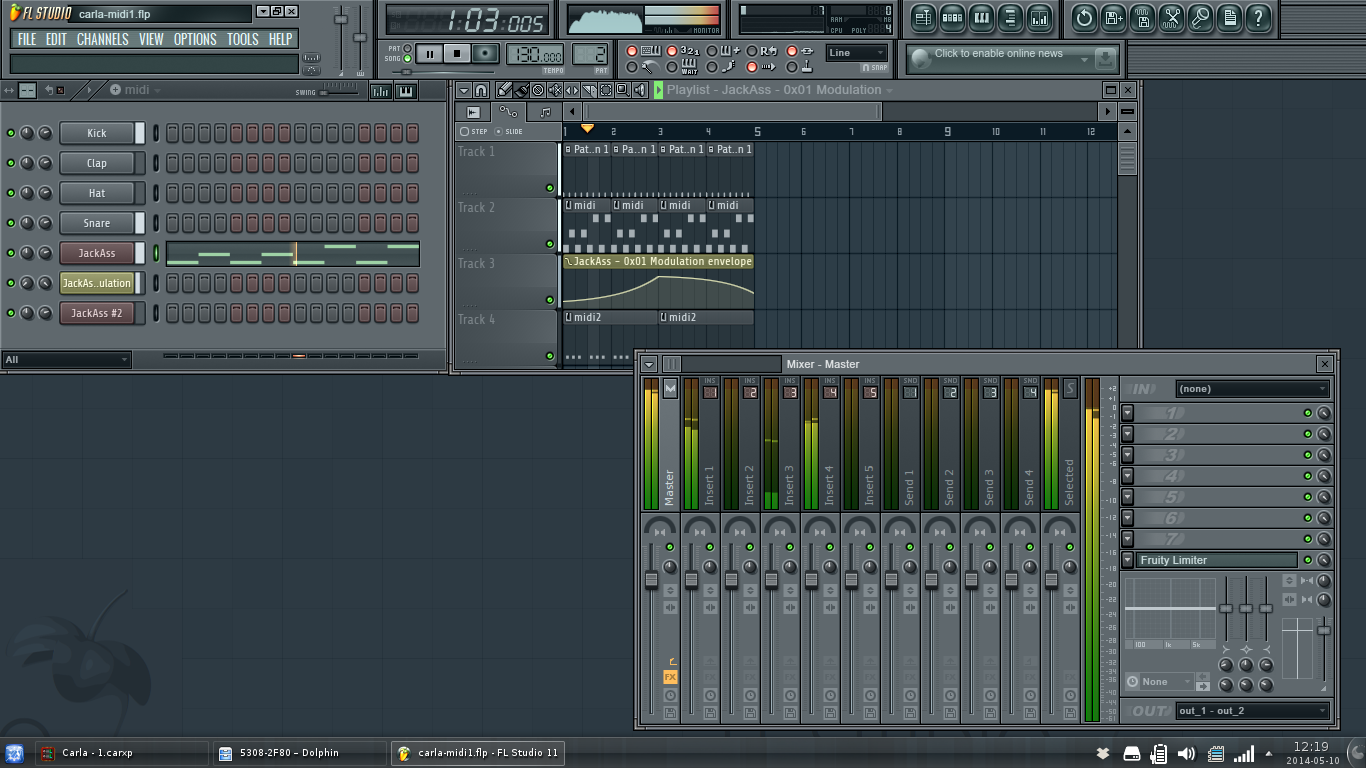 FL STUDIO carla-midi1.flp
FILE EDIT CHANNELS VIEW OPTIONS TOOLS HELP
1:03:005
PAT
SONG
130.000
TEMPO
2
PAT
MONITOR
RAM
CPU POLY
0
4
321
WAIT
Line
SNAP
Click to enable online news
midi
SWING
Kick
Clap
Hat
Snare
JackAss
JackAs..ulation
JackAss #2
All
Playlist - JackAss - 0x01 Modulation
STEP SLIDE
1 2 3 4 5 6 7 8 9 10 11 12
Track 1
Pat..n 1 Pa..n 1 Pat..n 1 Pat..n 1
Track 2
midi midi midi midi
Track 3
JackAss - 0x01 Modulation envelope
Track 4
midi2 midi2
Mixer - Master
INS INS INS INS INS SND SND SND SND
1 2 3 4 5 1 2 3 4 S
Master
Insert 1
Insert 2
Insert 3
Insert 4
Insert 5
Send 1
Send 2
Send 3
Send 4
Selected
FX
IN (none)
1
2
3
4
5
6
7
Fruity Limiter
100 1k 5k
None
OUT out_1 - out_2
Carla - 1.carxp
5308-2F80 – Dolphin
carla-midi1.flp - FL Studio 11
12:19
2014-05-10